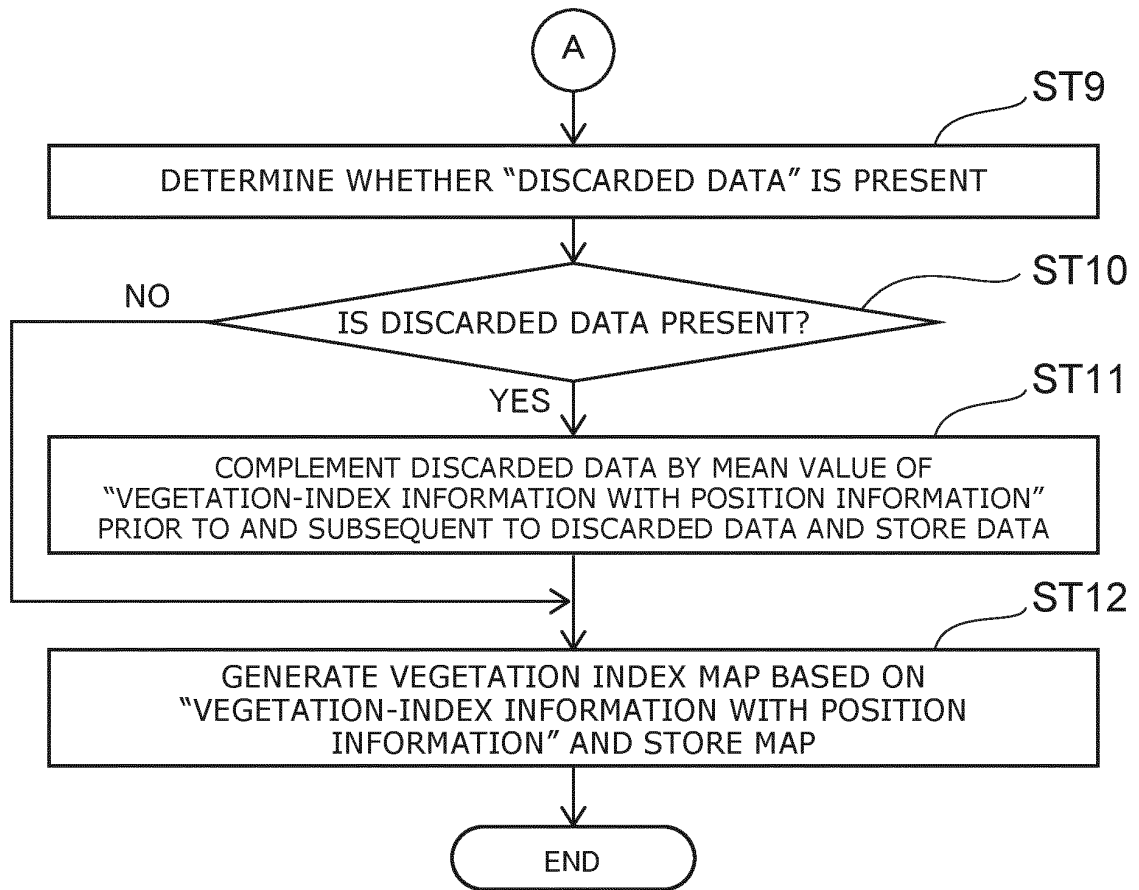 A
ST9
DETERMINE WHETHER “DISCARDED DATA” IS PRESENT
ST10
NO
IS DISCARDED DATA PRESENT?
YES
ST11
COMPLEMENT DISCARDED DATA BY MEAN VALUE OF
“VEGETATION-INDEX INFORMATION WITH POSITION INFORMATION”
PRIOR TO AND SUBSEQUENT TO DISCARDED DATA AND STORE DATA
ST12
GENERATE VEGETATION INDEX MAP BASED ON
“VEGETATION-INDEX INFORMATION WITH POSITION
INFORMATION” AND STORE MAP
END